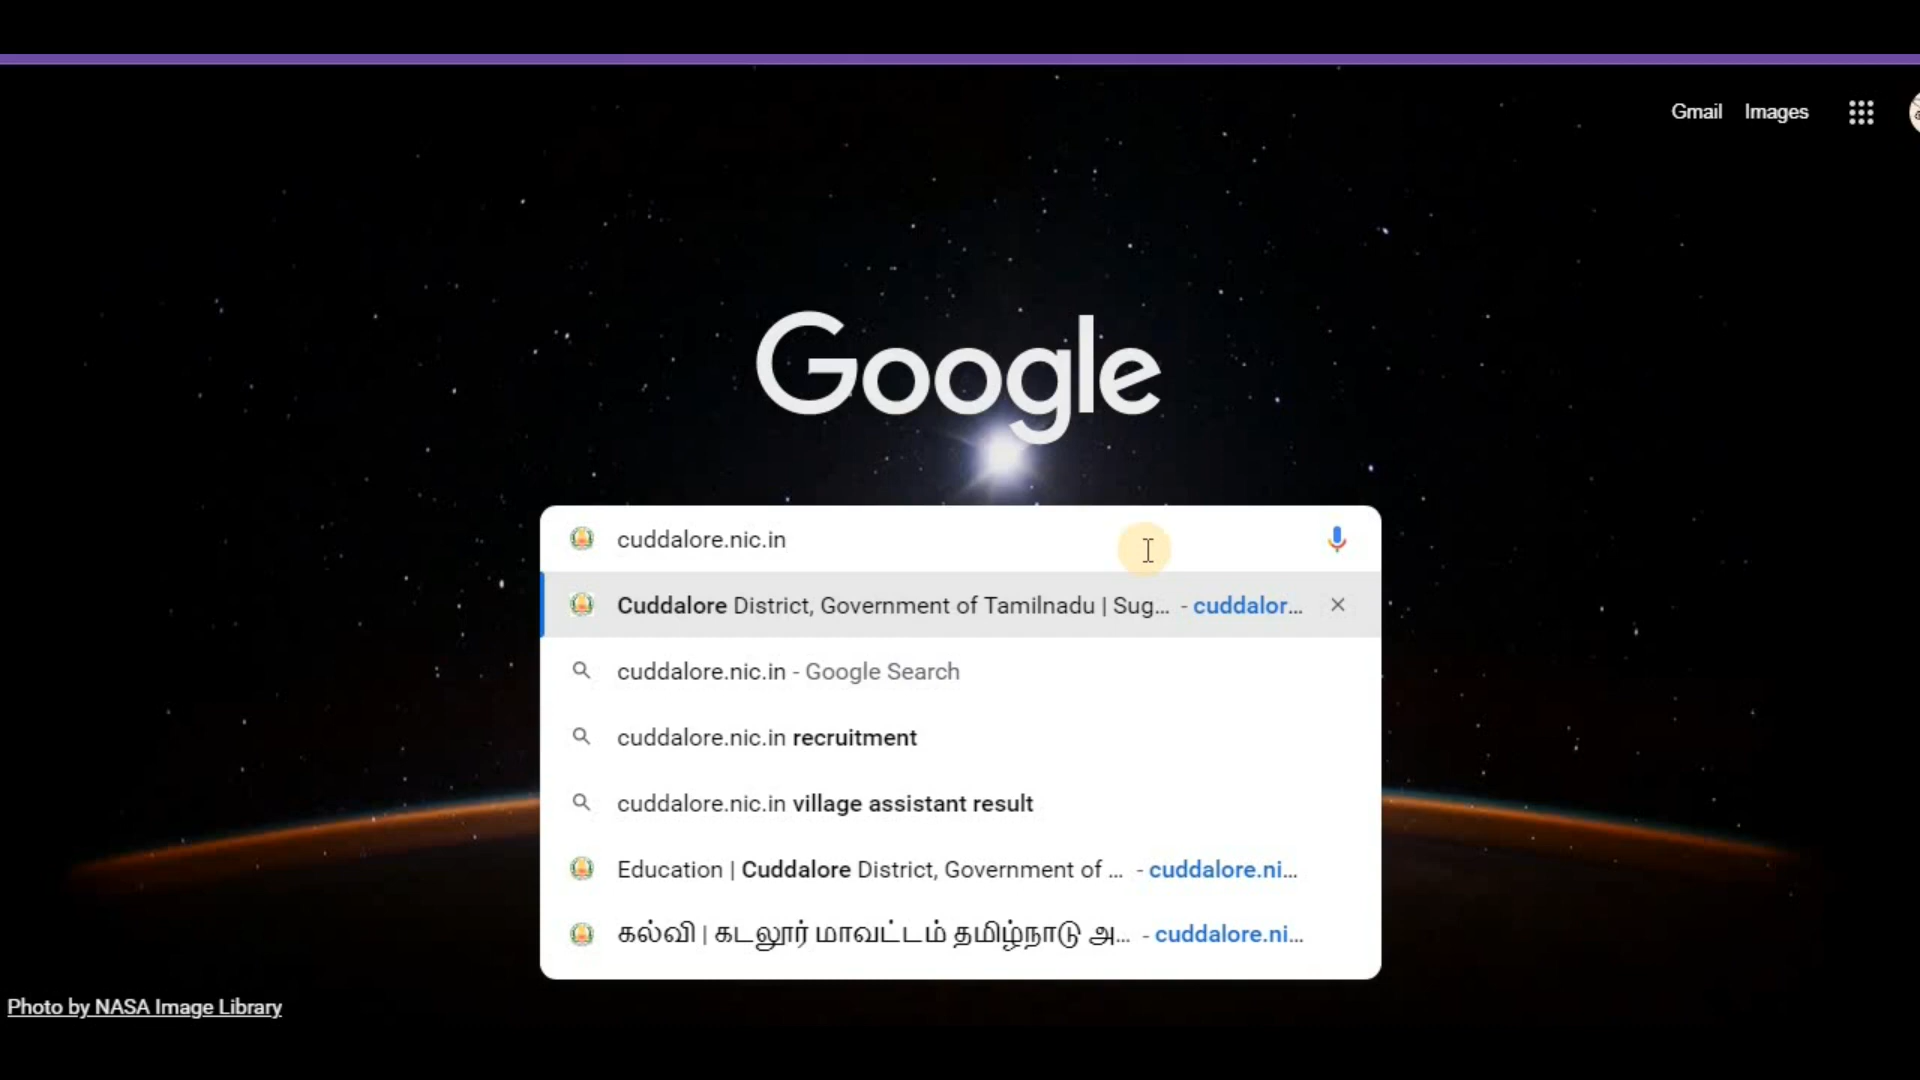 Gmail Images
Google
cuddalore.nic.in
Cuddalore District, Government of Tamilnadu | Sug... - cuddalor...
cuddalore.nic.in - Google Search
cuddalore.nic.in recruitment
cuddalore.nic.in village assistant result
Education | Cuddalore District, Government of ... - cuddalore.ni...
கல்வி | கடலூர் மாவட்டம் தமிழ்நாடு அ... - cuddalore.ni...
Photo by NASA Image Library